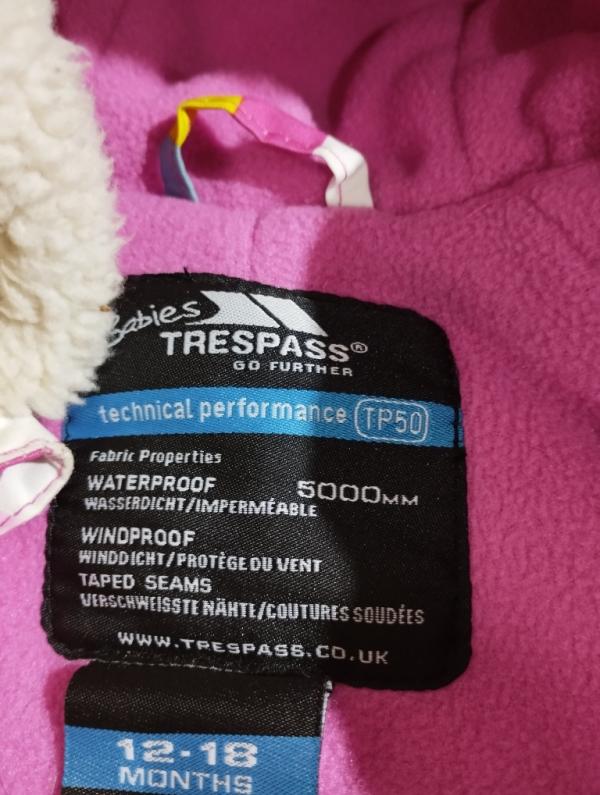 Babies
TRESPASS®
GO FURTHER
technical performance TP50
Fabric Properties
WATERPROOF 5000MM
WASSERDICHT/IMPERMÉABLE
WINDPROOF
WINDDICHT/PROTÈGE DU VENT
TAPED SEAMS
VERSCHWEISSTE NÄHTE/COUTURES SOUDÉES
WWW.TRESPASS.CO.UK
12-18
MONTHS